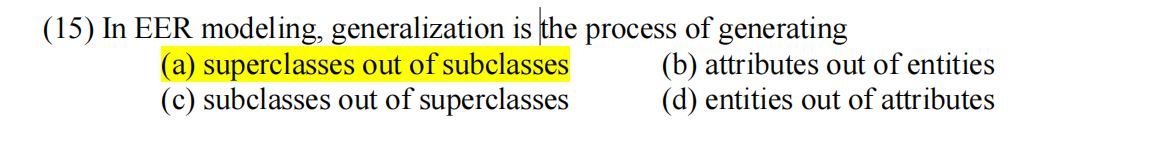 (15) In EER modeling, generalization is the process of generating
(a) superclasses out of subclasses (b) attributes out of entities
(c) subclasses out of superclasses (d) entities out of attributes